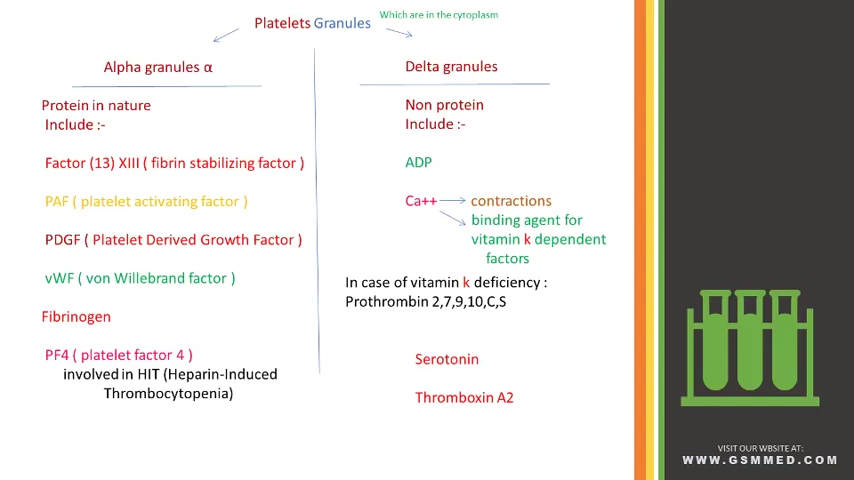 Platelets Granules
Which are in the cytoplasm
Alpha granules α
Protein in nature
Include :-
Factor (13) XIII ( fibrin stabilizing factor )
PAF ( platelet activating factor )
PDGF ( Platelet Derived Growth Factor )
vWF ( von Willebrand factor )
Fibrinogen
PF4 ( platelet factor 4 )
involved in HIT (Heparin-Induced
Thrombocytopenia)
Delta granules
Non protein
Include :-
ADP
Ca++ contractions
binding agent for
vitamin k dependent
factors
In case of vitamin k deficiency :
Prothrombin 2,7,9,10,C,S
Serotonin
Thromboxin A2
VISIT OUR WBSITE AT:
WWW.GSMMED.COM